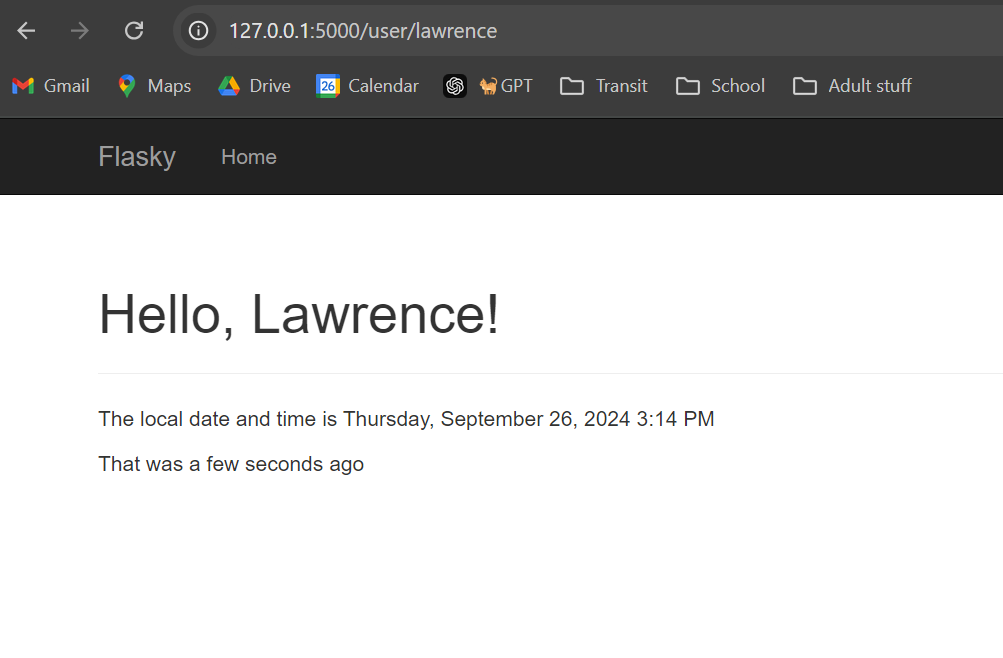 127.0.0.1:5000/user/lawrence
Gmail Maps Drive 26 Calendar 🐈GPT Transit School Adult stuff
Flasky Home
Hello, Lawrence!
The local date and time is Thursday, September 26, 2024 3:14 PM
That was a few seconds ago